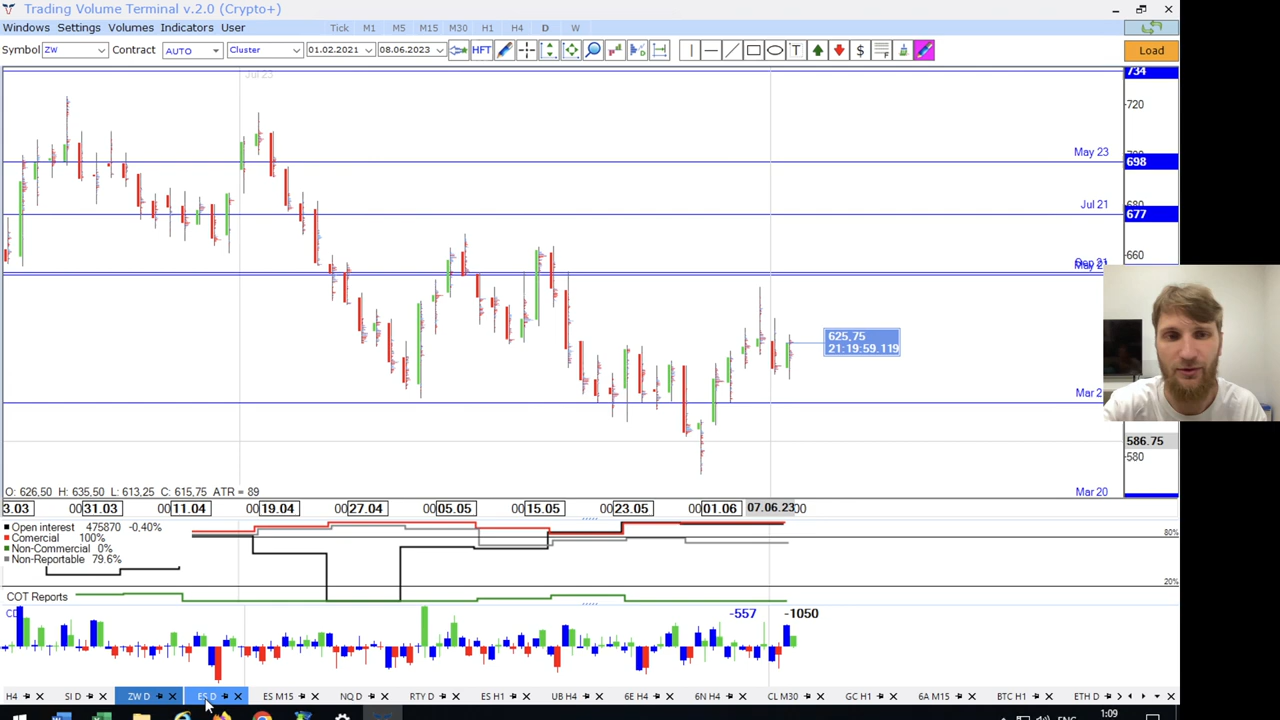 Trading Volume Terminal v.2.0 (Crypto+)
Windows Settings Volumes Indicators User Tick M1 M5 M15 M30 H1 H4 D W
Symbol ZW Contract AUTO Cluster 01.02.2021 08.06.2023 HFT T $ Load
Jul 23
734
720
May 23 698
Jul 21
677
660
625,75
21:19:59.119
586.75
580
Mar 20
O: 626,50 H: 635,50 L: 613,25 C: 615,75 ATR = 89
3.03 00 31.03 00 11.04 00 19.04 00 27.04 00 05.05 00 15.05 00 23.05 00 01.06 07.06.23 00
Open interest 475870 -0,40%
Comercial 100%
Non-Commercial 0%
Non-Reportable 79.6%
80%
20%
COT Reports
-557 -1050
H4 SI D ZW D ES D ES M15 NQ D RTY D ES H1 UB H4 6E H4 6N H4 CL M30 GC H1 6A M15 BTC H1 ETH D
ENG 1:09